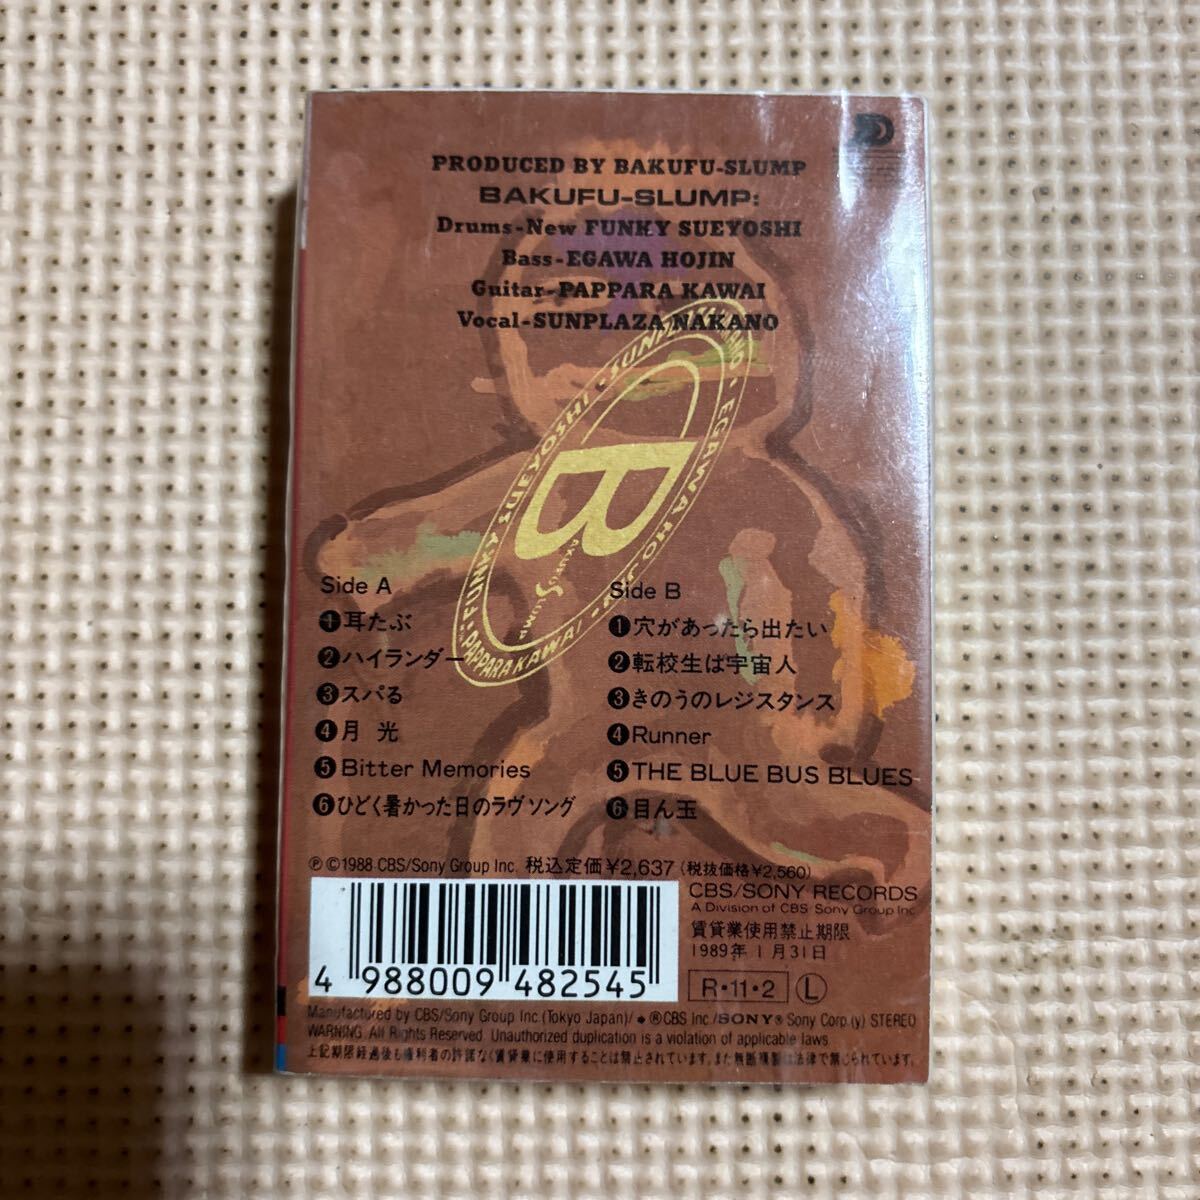 PRODUCED BY BAKUFU-SLUMP
BAKUFU-SLUMP:
Drums-New FUNKY SUEYOSHI
Bass-EGAWA HOJIN
Guitar-PAPPARA KAWAI
Vocal-SUNPLAZA NAKANO
B
BAKUFU SLUMP
FUNKY SUEYOSHI • SUNPLAZA NAKANO • EGAWA HOJIN • PAPPARA KAWAI •
Side A
❶耳たぶ
❷ハイランダー
❸スパる
❹月 光
❺Bitter Memories
❻ひどく暑かった日のラヴソング
Side B
❶穴があったら出たい
❷転校生は宇宙人
❸きのうのレジスタンス
❹Runner
❺THE BLUE BUS BLUES
❻目ん玉
Ⓟ©1988 CBS/Sony Group Inc. 税込定価¥2,637 (税抜価格¥2,560)
CBS/SONY RECORDS
A Division of CBS/Sony Group Inc.
賃貸業使用禁止期限
1989年1月31日
R・11・2 Ⓛ
4 988009 482545
Manufactured by CBS/Sony Group Inc. (Tokyo Japan)/ ®CBS Inc./SONY® Sony Corp. (y) STEREO
WARNING: All Rights Reserved. Unauthorized duplication is a violation of applicable laws.
上記期限経過後も権利者の許諾なく賃貸業に使用することは禁止されています。また無断複製は法律で禁じられています。